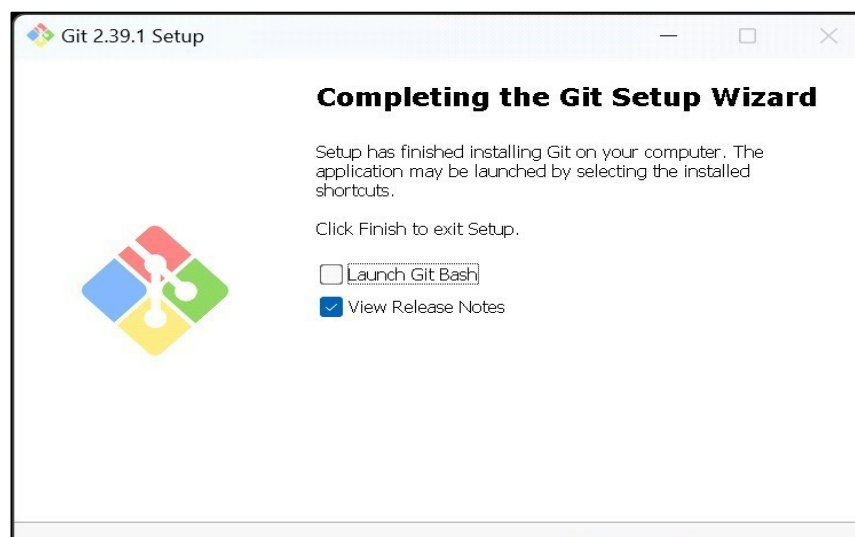 Git 2.39.1 Setup
Completing the Git Setup Wizard
Setup has finished installing Git on your computer. The
application may be launched by selecting the installed
shortcuts.
Click Finish to exit Setup.
Launch Git Bash
View Release Notes